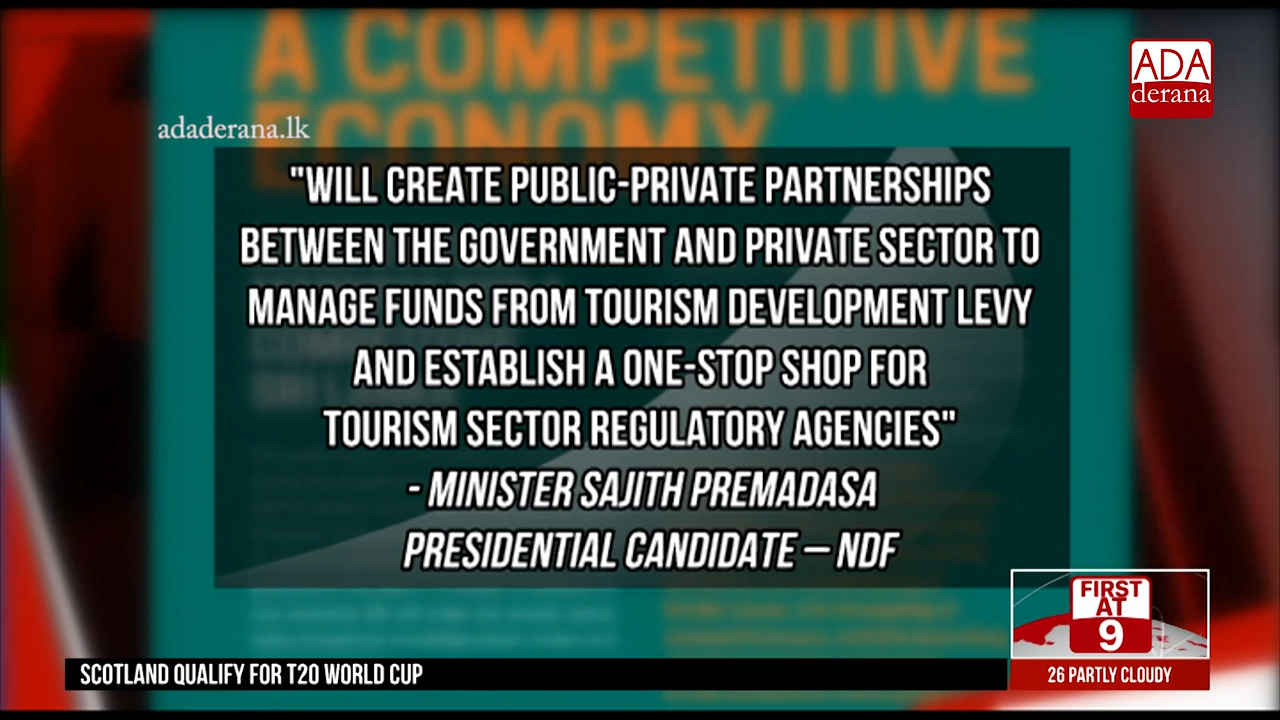 A COMPETITIVE
ECONOMY
ADA
derana
adaderana.lk
"WILL CREATE PUBLIC-PRIVATE PARTNERSHIPS
BETWEEN THE GOVERNMENT AND PRIVATE SECTOR TO
MANAGE FUNDS FROM TOURISM DEVELOPMENT LEVY
AND ESTABLISH A ONE-STOP SHOP FOR
TOURISM SECTOR REGULATORY AGENCIES"
- MINISTER SAJITH PREMADASA
PRESIDENTIAL CANDIDATE – NDF
FIRST
AT
9
SCOTLAND QUALIFY FOR T20 WORLD CUP
26 PARTLY CLOUDY